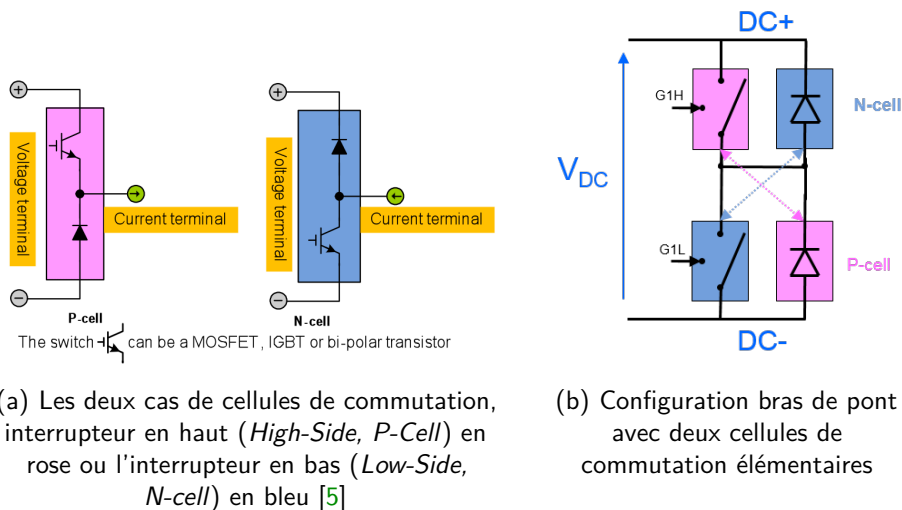 DC+
G1H
N-cell
Voltage terminal
Current terminal
Voltage terminal
Current terminal
V_DC
G1L
P-cell
P-cell
N-cell
The switch can be a MOSFET, IGBT or bi-polar transistor
DC-
(a) Les deux cas de cellules de commutation,
interrupteur en haut (High-Side, P-Cell) en
rose ou l'interrupteur en bas (Low-Side,
N-cell) en bleu [5]
(b) Configuration bras de pont
avec deux cellules de
commutation élémentaires